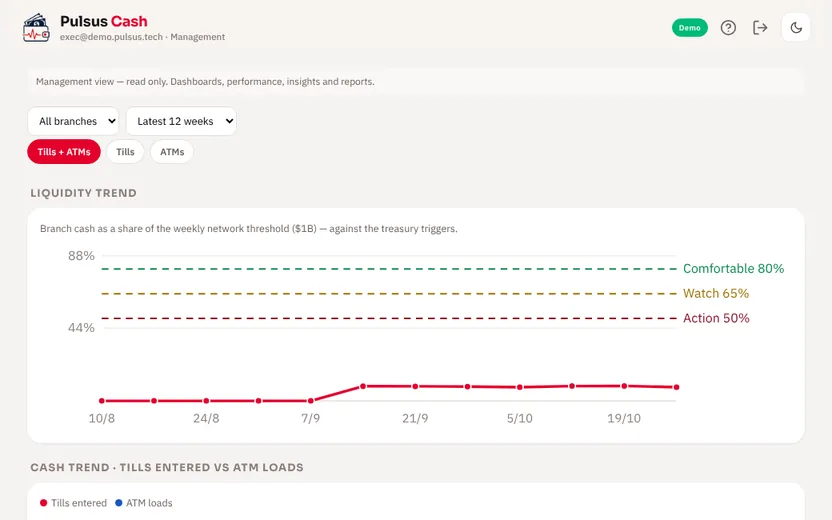 Pulsus Cash
exec@demo.pulsus.tech · Management
Demo
Management view — read only. Dashboards, performance, insights and reports.
All branches
Latest 12 weeks
Tills + ATMs
Tills
ATMs
LIQUIDITY TREND
Branch cash as a share of the weekly network threshold ($1B) — against the treasury triggers.
88%
Comfortable 80%
Watch 65%
Action 50%
44%
10/8 24/8 7/9 21/9 5/10 19/10
CASH TREND · TILLS ENTERED VS ATM LOADS
Tills entered ATM loads